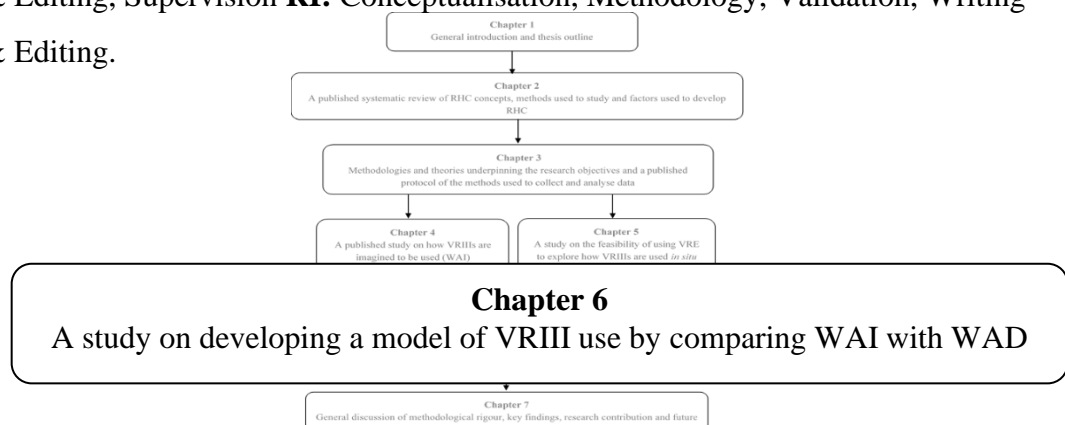 & Editing, Supervision RI: Conceptualisation, Methodology, Validation, Writing
& Editing.
Chapter 1
General introduction and thesis outline
Chapter 2
A published systematic review of RHC concepts, methods used to study and factors used to develop
RHC
Chapter 3
Methodologies and theories underpinning the research objectives and a published
protocol of the methods used to collect and analyse data
Chapter 4
A published study on how VRIIIs are
imagined to be used (WAI)
Chapter 5
A study on the feasibility of using VRE
to explore how VRIIIs are used in situ
Chapter 6
A study on developing a model of VRIII use by comparing WAI with WAD
Chapter 7
General discussion of methodological rigour, key findings, research contribution and future